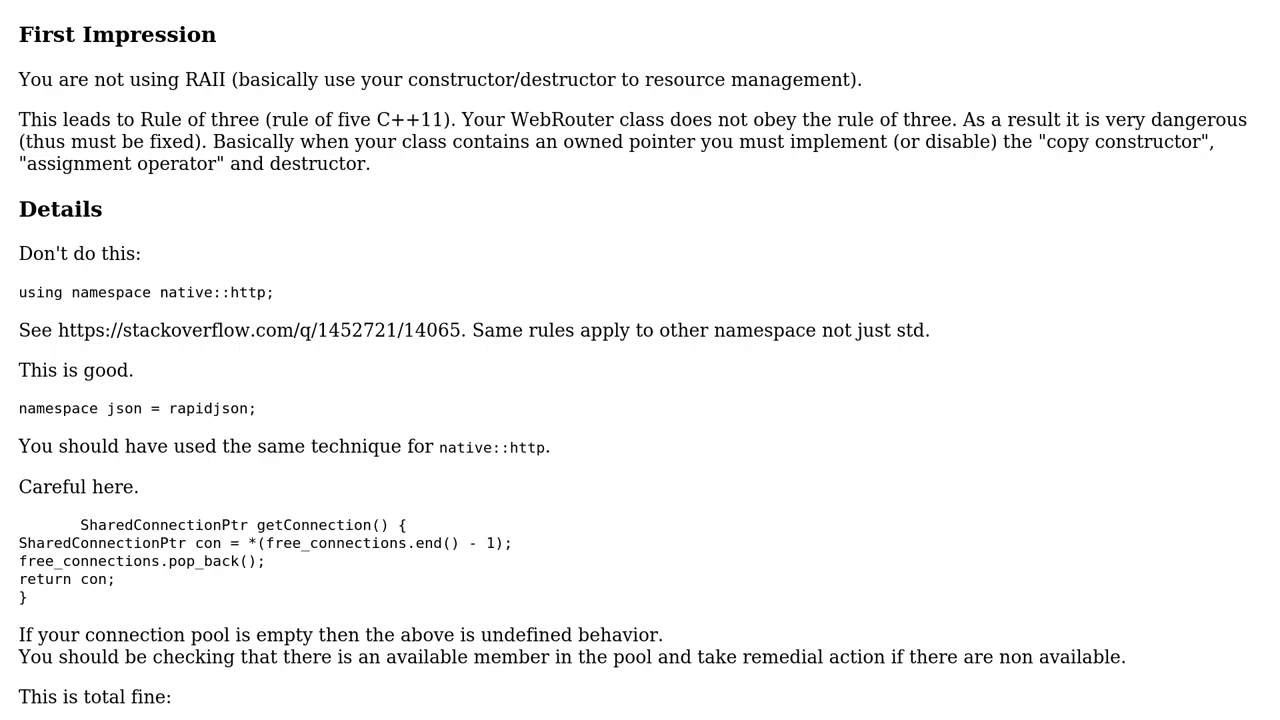 First Impression
You are not using RAII (basically use your constructor/destructor to resource management).
This leads to Rule of three (rule of five C++11). Your WebRouter class does not obey the rule of three. As a result it is very dangerous
(thus must be fixed). Basically when your class contains an owned pointer you must implement (or disable) the "copy constructor",
"assignment operator" and destructor.
Details
Don't do this:
using namespace native::http;
See https://stackoverflow.com/q/1452721/14065. Same rules apply to other namespace not just std.
This is good.
namespace json = rapidjson;
You should have used the same technique for native::http.
Careful here.
SharedConnectionPtr getConnection() {
SharedConnectionPtr con = *(free_connections.end() - 1);
free_connections.pop_back();
return con;
}
If your connection pool is empty then the above is undefined behavior.
You should be checking that there is an available member in the pool and take remedial action if there are non available.
This is total fine: